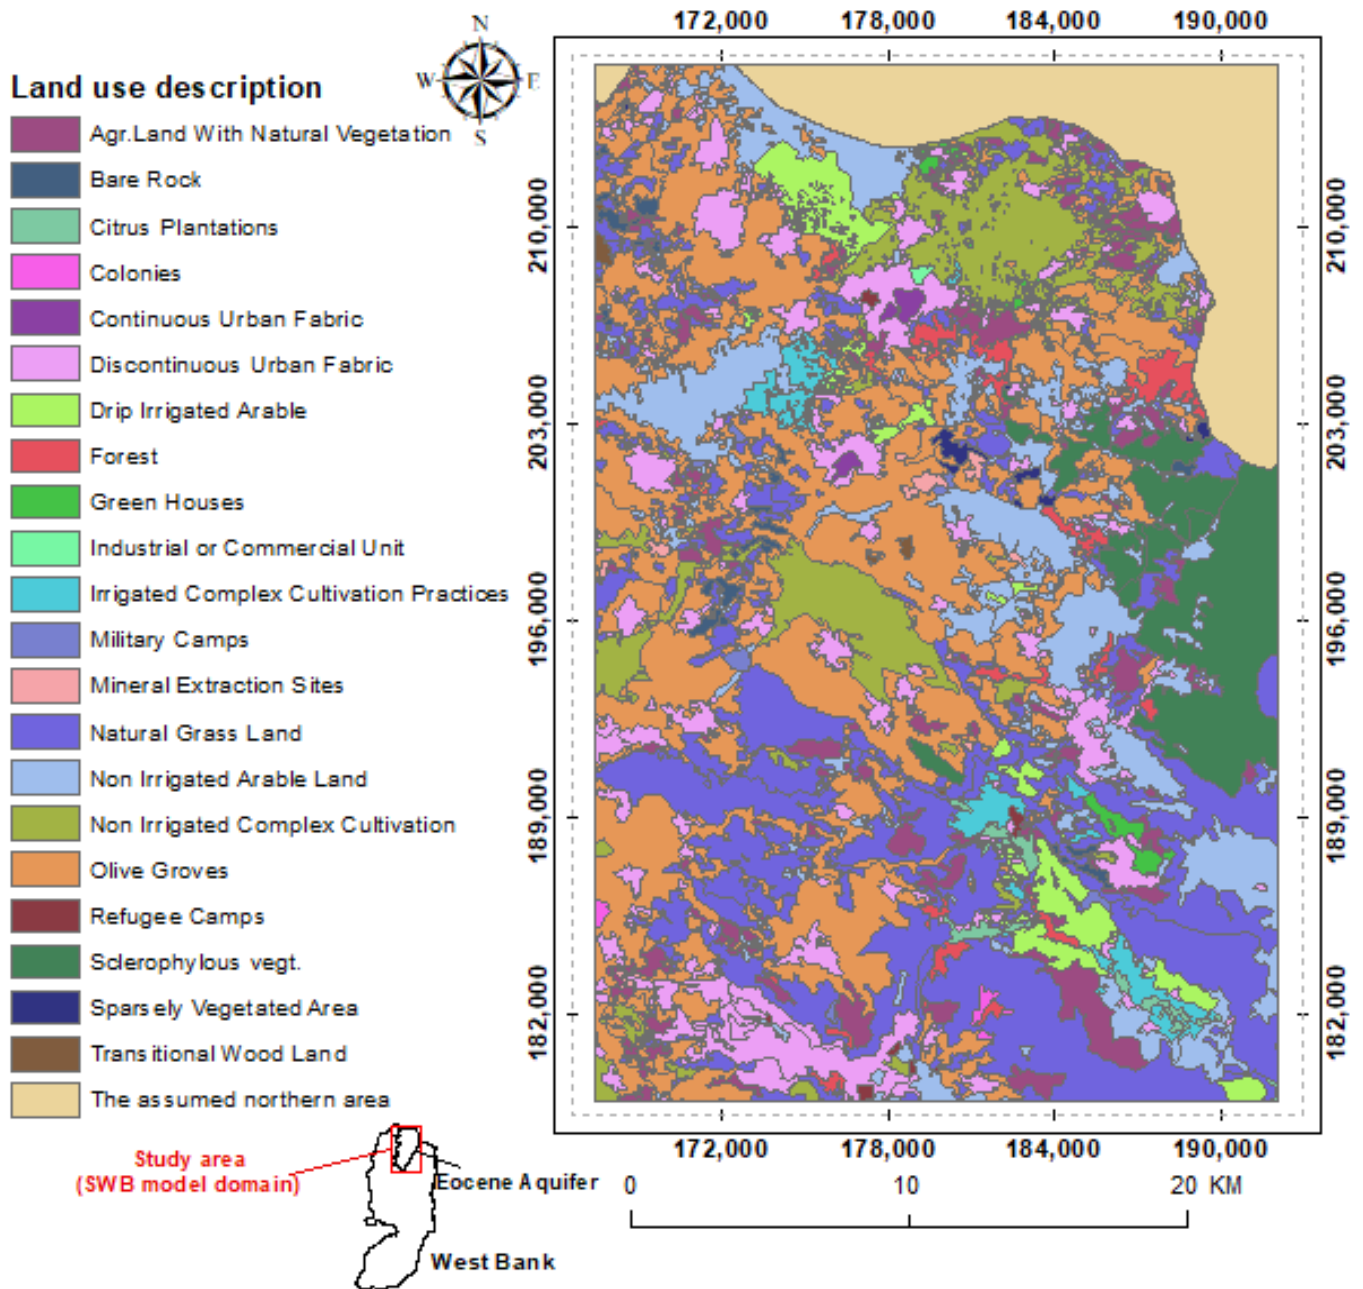 172,000 178,000 184,000 190,000
N
W E
S
Land use description
Agr.Land With Natural Vegetation
Bare Rock
Citrus Plantations
Colonies
Continuous Urban Fabric
Discontinuous Urban Fabric
Drip Irrigated Arable
Forest
Green Houses
Industrial or Commercial Unit
Irrigated Complex Cultivation Practices
Military Camps
Mineral Extraction Sites
Natural Grass Land
Non Irrigated Arable Land
Non Irrigated Complex Cultivation
Olive Groves
Refugee Camps
Sclerophylous vegt.
Sparsely Vegetated Area
Transitional Wood Land
The assumed northern area
210,000
203,000
196,000
189,000
182,000
210,000
203,000
196,000
189,000
182,000
172,000 178,000 184,000 190,000
Study area
(SWB model domain)
Eocene Aquifer
West Bank
0 10 20 KM